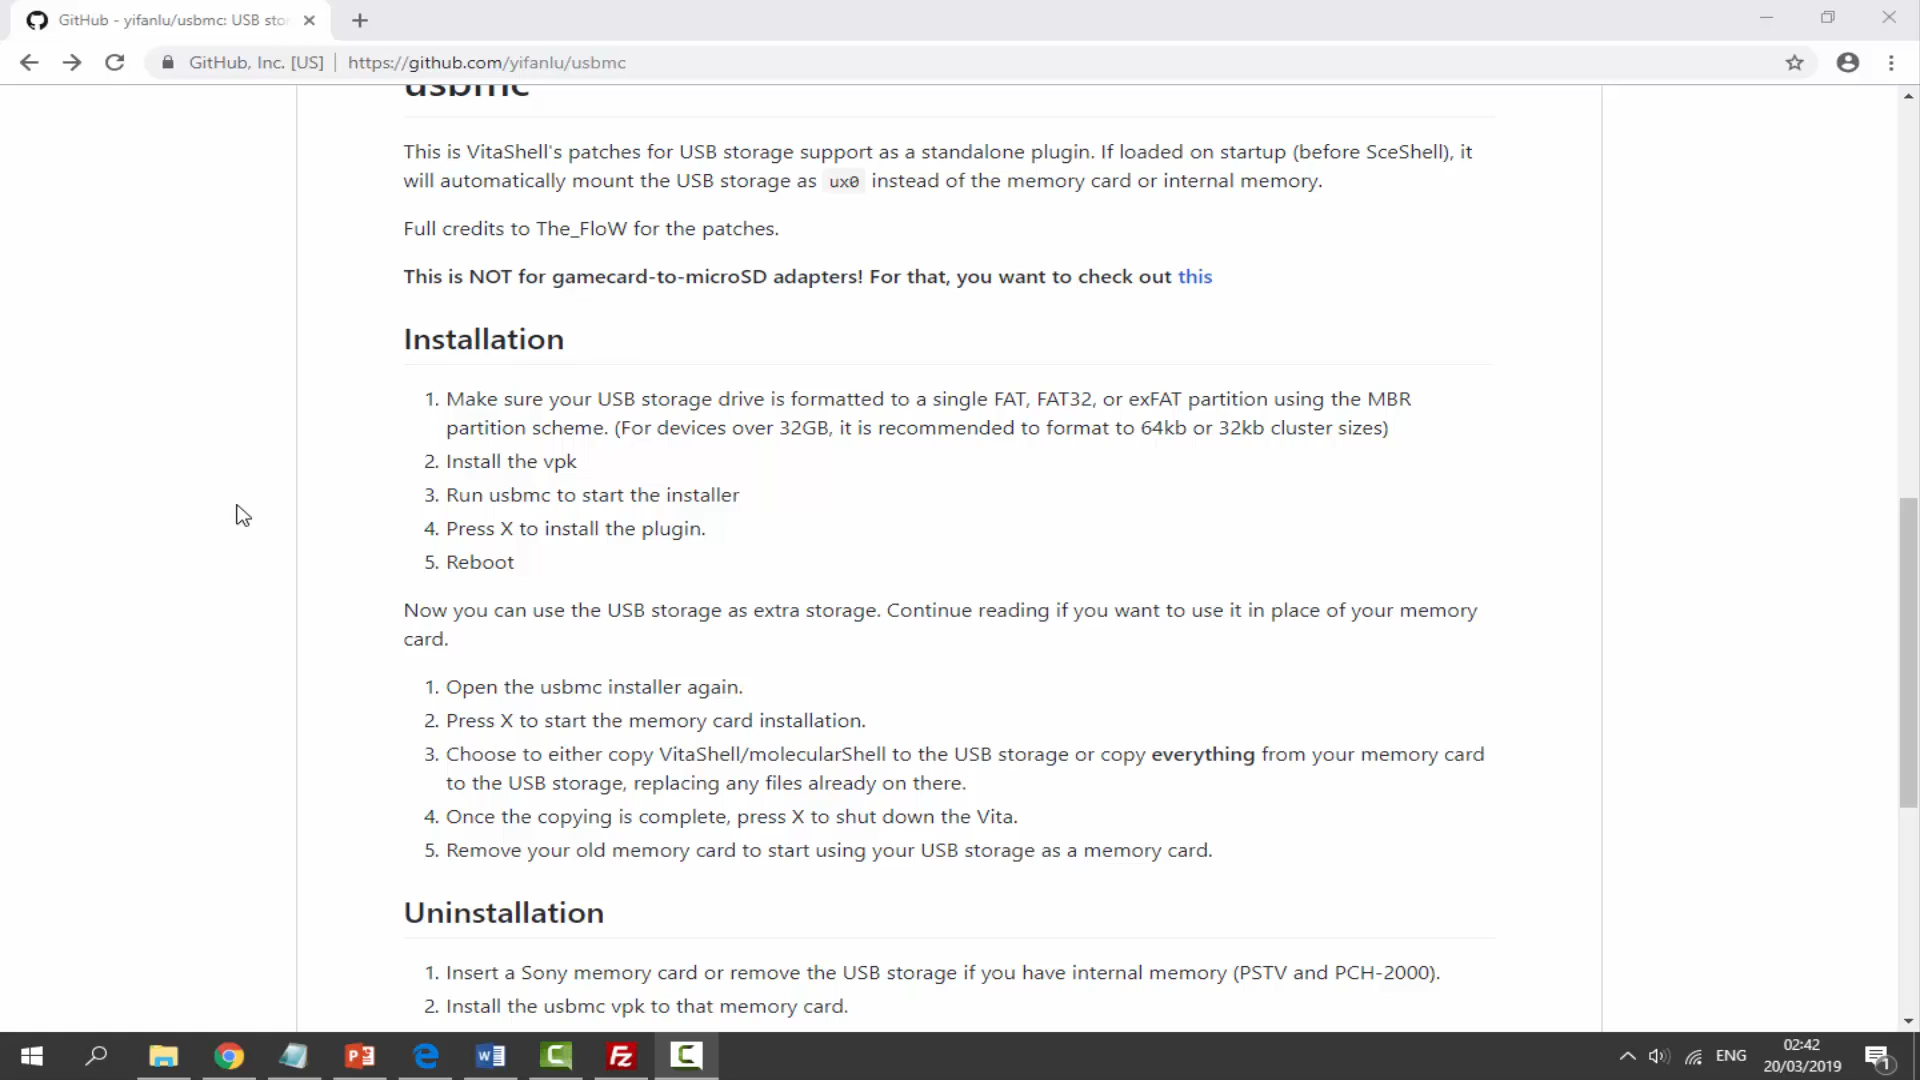 GitHub - yifanlu/usbmc: USB stor
GitHub, Inc. [US] https://github.com/yifanlu/usbmc
usbmc
This is VitaShell's patches for USB storage support as a standalone plugin. If loaded on startup (before SceShell), it
will automatically mount the USB storage as ux0 instead of the memory card or internal memory.
Full credits to The_FloW for the patches.
This is NOT for gamecard-to-microSD adapters! For that, you want to check out this
Installation
1. Make sure your USB storage drive is formatted to a single FAT, FAT32, or exFAT partition using the MBR
partition scheme. (For devices over 32GB, it is recommended to format to 64kb or 32kb cluster sizes)
2. Install the vpk
3. Run usbmc to start the installer
4. Press X to install the plugin.
5. Reboot
Now you can use the USB storage as extra storage. Continue reading if you want to use it in place of your memory
card.
1. Open the usbmc installer again.
2. Press X to start the memory card installation.
3. Choose to either copy VitaShell/molecularShell to the USB storage or copy everything from your memory card
to the USB storage, replacing any files already on there.
4. Once the copying is complete, press X to shut down the Vita.
5. Remove your old memory card to start using your USB storage as a memory card.
Uninstallation
1. Insert a Sony memory card or remove the USB storage if you have internal memory (PSTV and PCH-2000).
2. Install the usbmc vpk to that memory card.
ENG
02:42
20/03/2019
1